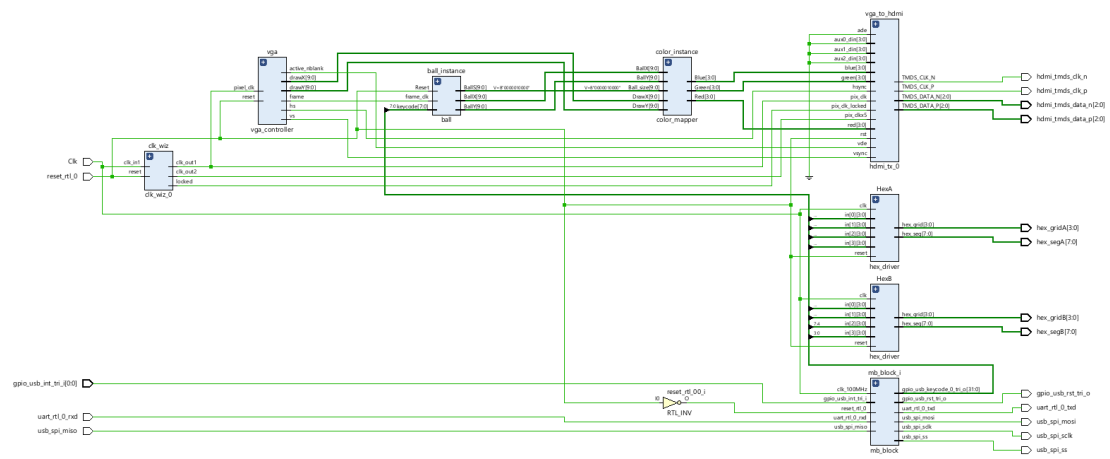 vga_to_hdmi
vga
color_instance
ade
aux0_din[3:0]
aux1_din[3:0]
aux2_din[3:0]
blue[3:0]
green[3:0]
hsync
pix_clk
pix_clk_locked
pix_clkx5
red[3:0]
rst
vde
vsync
TMDS_CLK_N
TMDS_CLK_P
TMDS_DATA_N[2:0]
TMDS_DATA_P[2:0]
hdmi_tx_0
hdmi_tmds_clk_n
hdmi_tmds_clk_p
hdmi_tmds_data_n[2:0]
hdmi_tmds_data_p[2:0]
pixel_clk
reset
active_nblank
drawX[9:0]
drawY[9:0]
frame
hs
vs
vga_controller
ball_instance
Reset
frame_clk
7:0 keycode[7:0]
BallS[9:0]
BallX[9:0]
BallY[9:0]
ball
BallX[9:0]
BallY[9:0]
Ball_size[9:0]
DrawX[9:0]
DrawY[9:0]
Blue[3:0]
Green[3:0]
Red[3:0]
color_mapper
Clk
reset_rtl_0
clk_wiz
clk_in1
reset
clk_out1
clk_out2
locked
clk_wiz_0
HexA
clk
in[0][3:0]
in[1][3:0]
in[2][3:0]
in[3][3:0]
reset
hex_grid[3:0]
hex_seg[7:0]
hex_driver
hex_gridA[3:0]
hex_segA[7:0]
HexB
clk
in[0][3:0]
in[1][3:0]
7:4 in[2][3:0]
3:0 in[3][3:0]
reset
hex_grid[3:0]
hex_seg[7:0]
hex_driver
hex_gridB[3:0]
hex_segB[7:0]
mb_block_i
gpio_usb_int_tri_i[0:0]
uart_rtl_0_rxd
usb_spi_miso
reset_rtl_00_i
I0
O
RTL_INV
clk_100MHz
gpio_usb_int_tri_i
reset_rtl_0
uart_rtl_0_rxd
usb_spi_miso
gpio_usb_keycode_0_tri_o[31:0]
gpio_usb_rst_tri_o
uart_rtl_0_txd
usb_spi_mosi
usb_spi_sclk
usb_spi_ss
mb_block
gpio_usb_rst_tri_o
uart_rtl_0_txd
usb_spi_mosi
usb_spi_sclk
usb_spi_ss